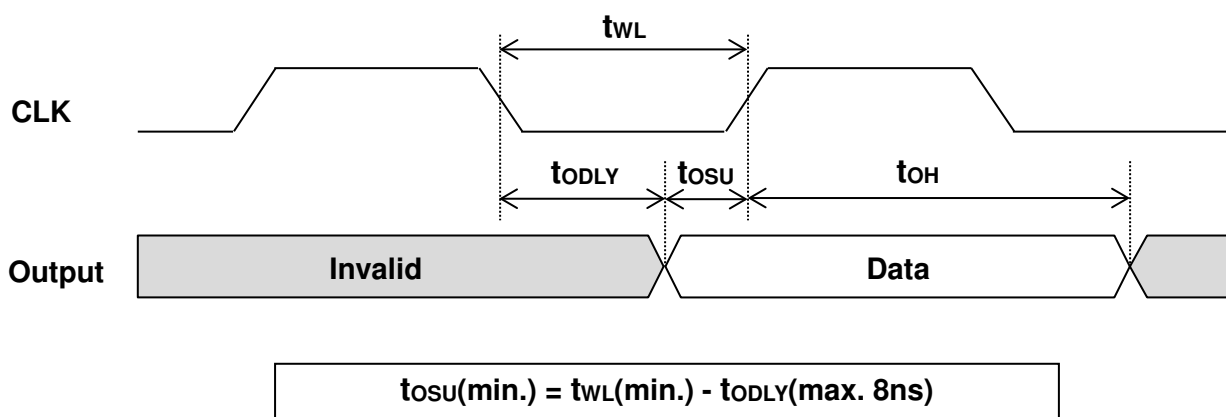 tWL
CLK
tODLY tOSU tOH
Output Invalid Data
tOSU(min.) = tWL(min.) - tODLY(max. 8ns)